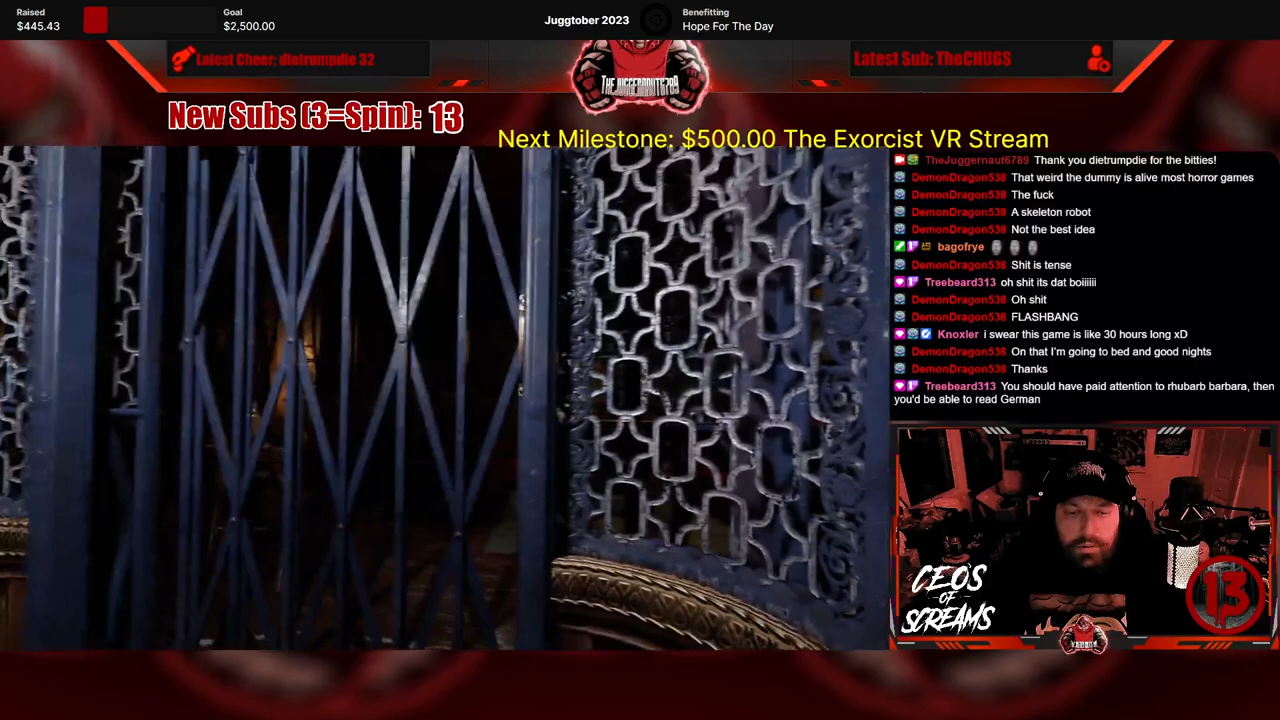 Raised
$445.43
Goal
$2,500.00
Juggtober 2023
Benefitting
Hope For The Day
Latest Cheer: dietrumpdie 32
THEJUGGERNAUT6789
Latest Sub: TheCHUGS
New Subs (3=Spin): 13
Next Milestone: $500.00 The Exorcist VR Stream
TheJuggernaut6789 Thank you dietrumpdie for the bitties!
DemonDragon538 That weird the dummy is alive most horror games
DemonDragon538 The fuck
DemonDragon538 A skeleton robot
DemonDragon538 Not the best idea
bagofrye
DemonDragon538 Shit is tense
Treebeard313 oh shit its dat boiiiiii
DemonDragon538 Oh shit
DemonDragon538 FLASHBANG
Knoxler i swear this game is like 30 hours long xD
DemonDragon538 On that I'm going to bed and good nights
DemonDragon538 Thanks
Treebeard313 You should have paid attention to rhubarb barbara, then
you'd be able to read German
CEOS
OF
SCREAMS
13